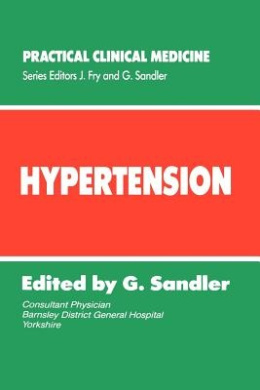 PRACTICAL CLINICAL MEDICINE
Series Editors J. Fry and G. Sandler
HYPERTENSION
Edited by G. Sandler
Consultant Physician
Barnsley District General Hospital
Yorkshire